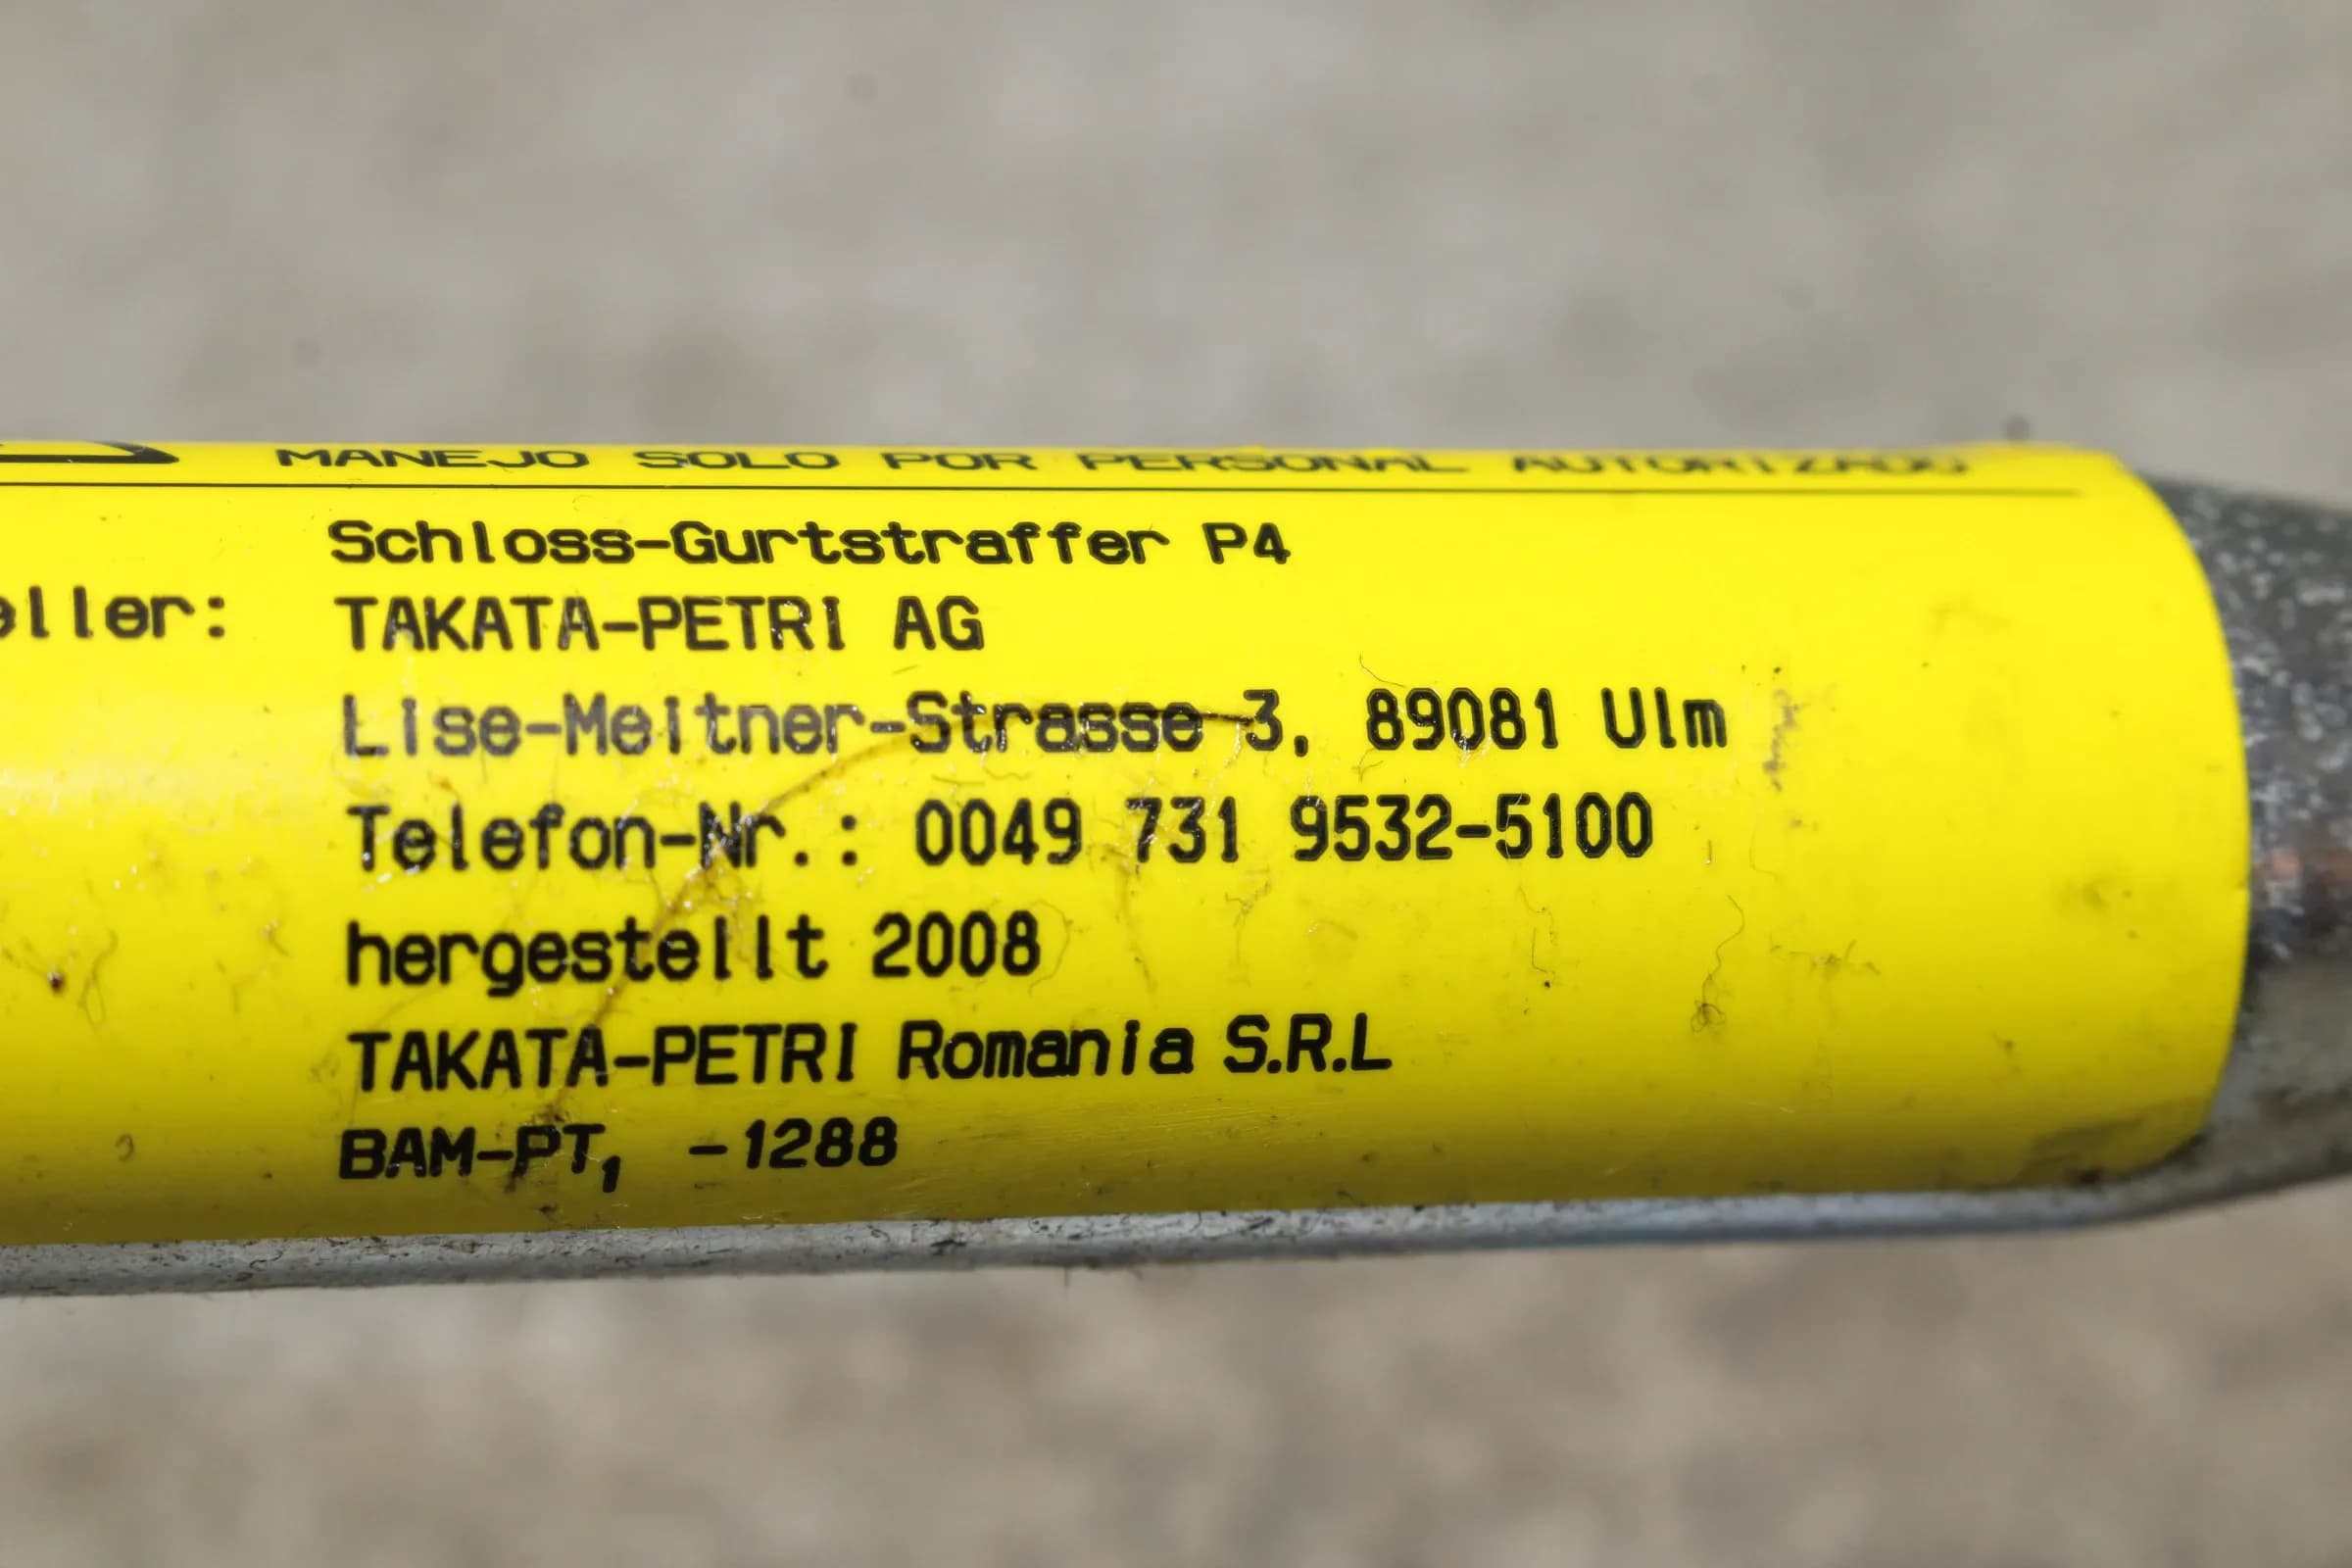 MANEJO SOLO POR PERSONAL AUTORIZADO
Schloss-Gurtstraffer P4
eller: TAKATA-PETRI AG
Lise-Meitner-Strasse 3, 89081 Ulm
Telefon-Nr.: 0049 731 9532-5100
hergestellt 2008
TAKATA-PETRI Romania S.R.L
BAM-PT₁ -1288